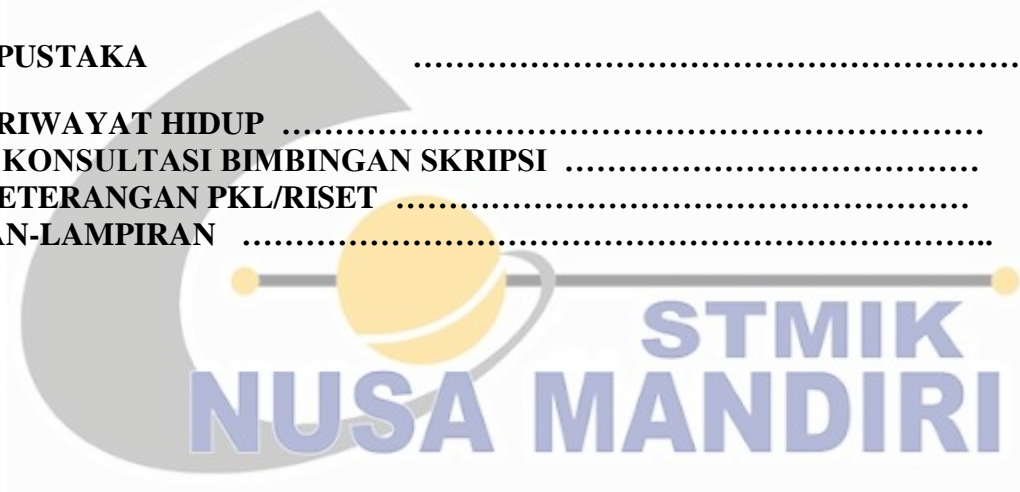 PUSTAKA ………………………………………………
RIWAYAT HIDUP …………………………………………………………
KONSULTASI BIMBINGAN SKRIPSI …………………………………
ETERANGAN PKL/RISET ………………………………………………
AN-LAMPIRAN ……………………………………………………………..
STMIK
NUSA MANDIRI